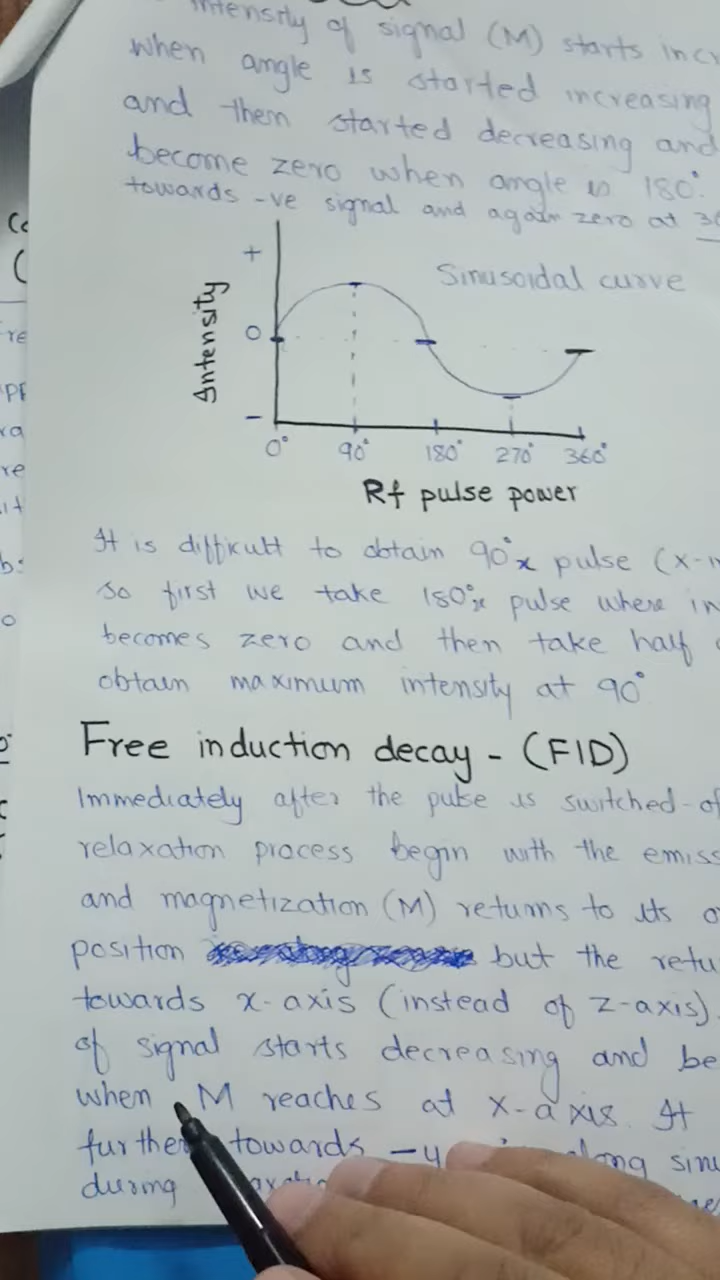 intensity of signal (M) starts incr
when angle is started increasing
and then started decreasing and
become zero when angle is 180°.
towards -ve signal and again zero at 36
+
Sinusoidal curve
Intensity
0
-
0° 90° 180° 270° 360°
Rf pulse power
It is difficult to obtain 90°x pulse (x-
so first we take 180°x pulse where in
becomes zero and then take half
obtain maximum intensity at 90°
Free induction decay - (FID)
Immediately after the pulse is switched-of
relaxation process begin with the emiss
and magnetization (M) returns to its o
position but the retu
towards x-axis (instead of z-axis).
of signal starts decreasing and be
when M reaches at x-axis. It
further towards -y along sinu
during